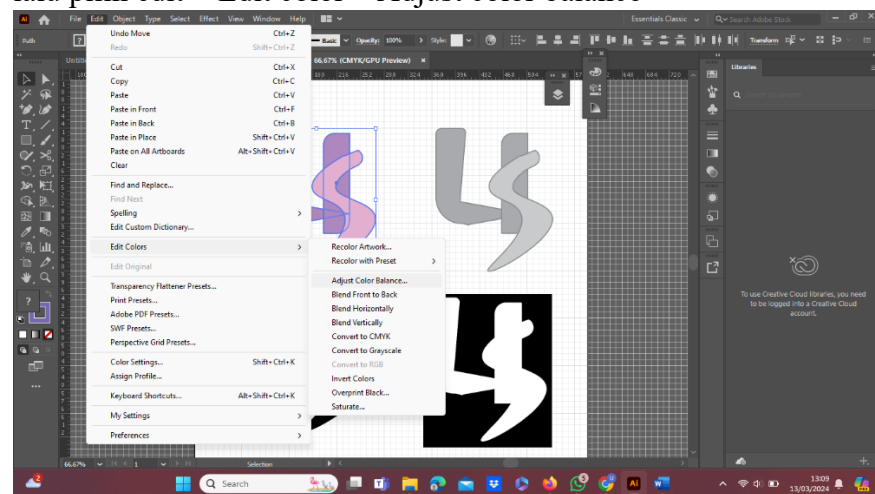 File Edit Object Type Select Effect View Window Help
Essentials Classic
Search Adobe Stock
Path
Basic
Opacity: 100%
Style:
Transform
66.67% (CMYK/GPU Preview) ×
Undo Move Ctrl+Z
Redo Shift+Ctrl+Z
Cut Ctrl+X
Copy Ctrl+C
Paste Ctrl+V
Paste in Front Ctrl+F
Paste in Back Ctrl+B
Paste in Place Shift+Ctrl+V
Paste on All Artboards Alt+Shift+Ctrl+V
Clear
Find and Replace...
Find Next
Spelling
Edit Custom Dictionary...
Edit Colors
Edit Original
Transparency Flattener Presets...
Print Presets...
Adobe PDF Presets...
SWF Presets...
Perspective Grid Presets...
Color Settings... Shift+Ctrl+K
Assign Profile...
Keyboard Shortcuts... Alt+Shift+Ctrl+K
My Settings
Preferences
Recolor Artwork...
Recolor with Preset
Adjust Color Balance...
Blend Front to Back
Blend Horizontally
Blend Vertically
Convert to CMYK
Convert to Grayscale
Convert to RGB
Invert Colors
Overprint Black...
Saturate...
Libraries
To use Creative Cloud libraries, you need
to be logged into a Creative Cloud
account.
66.67%
1
Selection
Search
13:09
13/03/2024